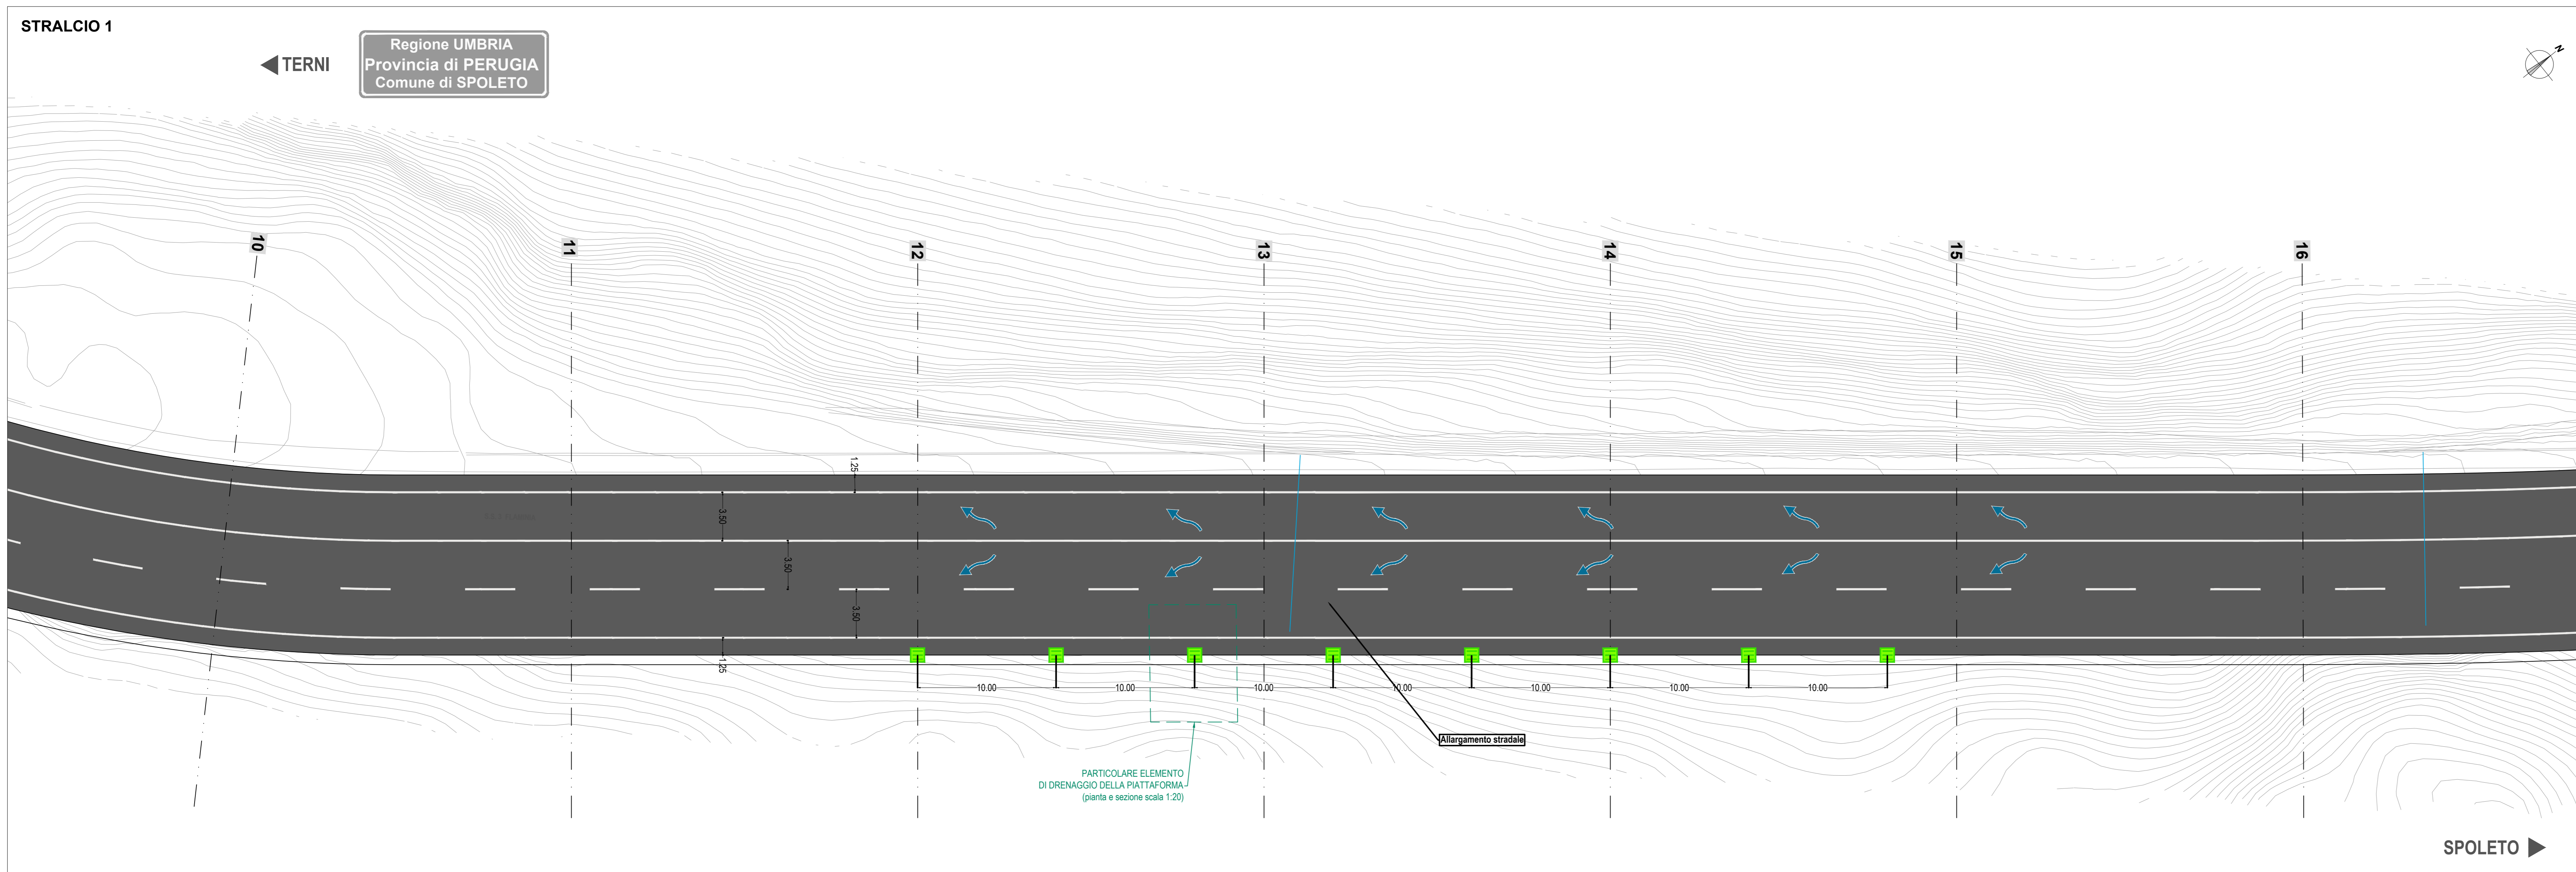 STRALCIO 1
TERNI
Regione UMBRIA
Provincia di PERUGIA
Comune di SPOLETO
N
10
11
12
13
14
15
16
1.25
3.50
3.50
3.50
1.25
10.00
10.00
10.00
10.00
10.00
10.00
10.00
Allargamento stradale
PARTICOLARE ELEMENTO
DI DRENAGGIO DELLA PIATTAFORMA
(pianta e sezione scala 1:20)
SPOLETO